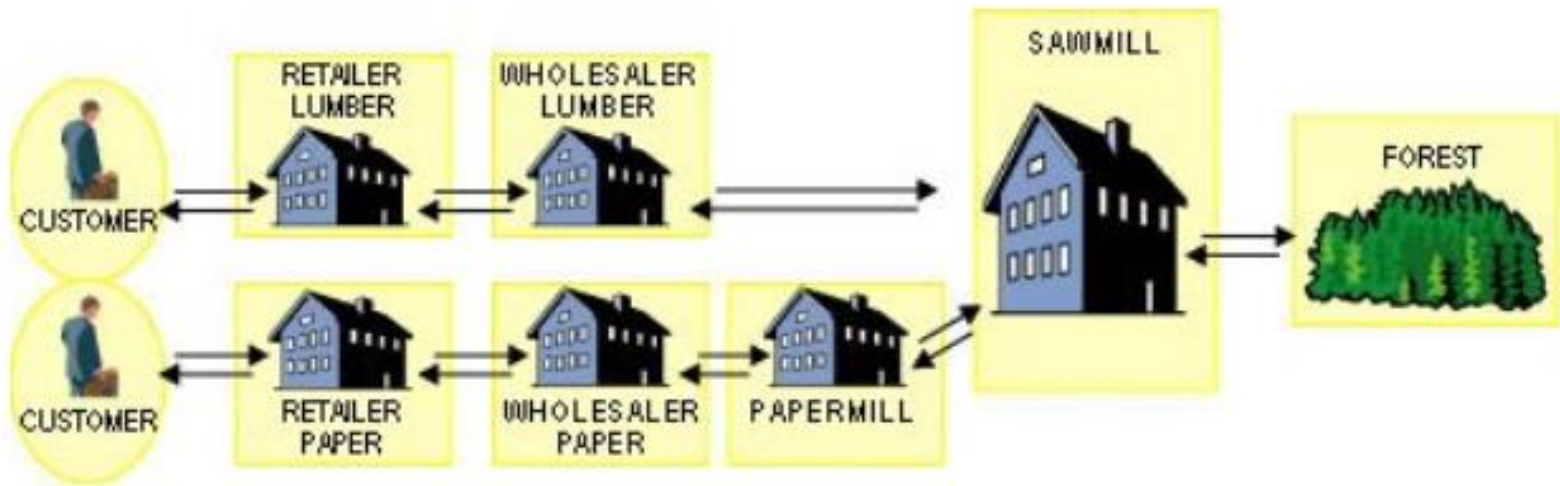 RETAILER
LUMBER
WHOLESALER
LUMBER
SAWMILL
FOREST
CUSTOMER
CUSTOMER
RETAILER
PAPER
WHOLESALER
PAPER
PAPERMILL